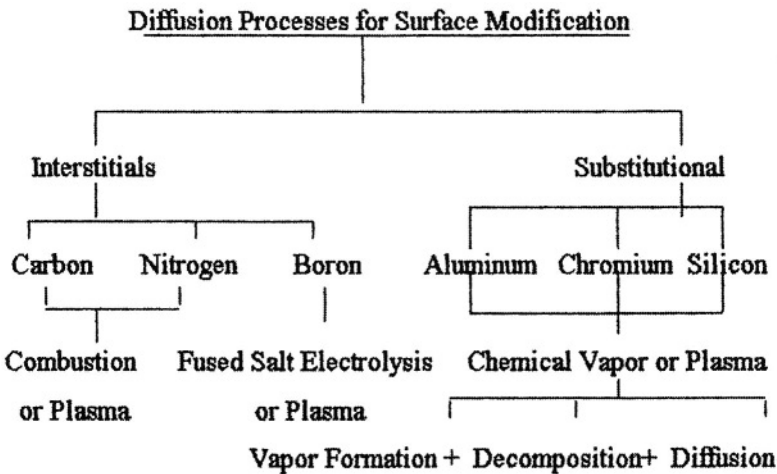 Diffusion Processes for Surface Modification
Interstitials Substitutional
Carbon Nitrogen Boron Aluminum Chromium Silicon
Combustion Fused Salt Electrolysis Chemical Vapor or Plasma
or Plasma or Plasma
Vapor Formation + Decomposition+ Diffusion